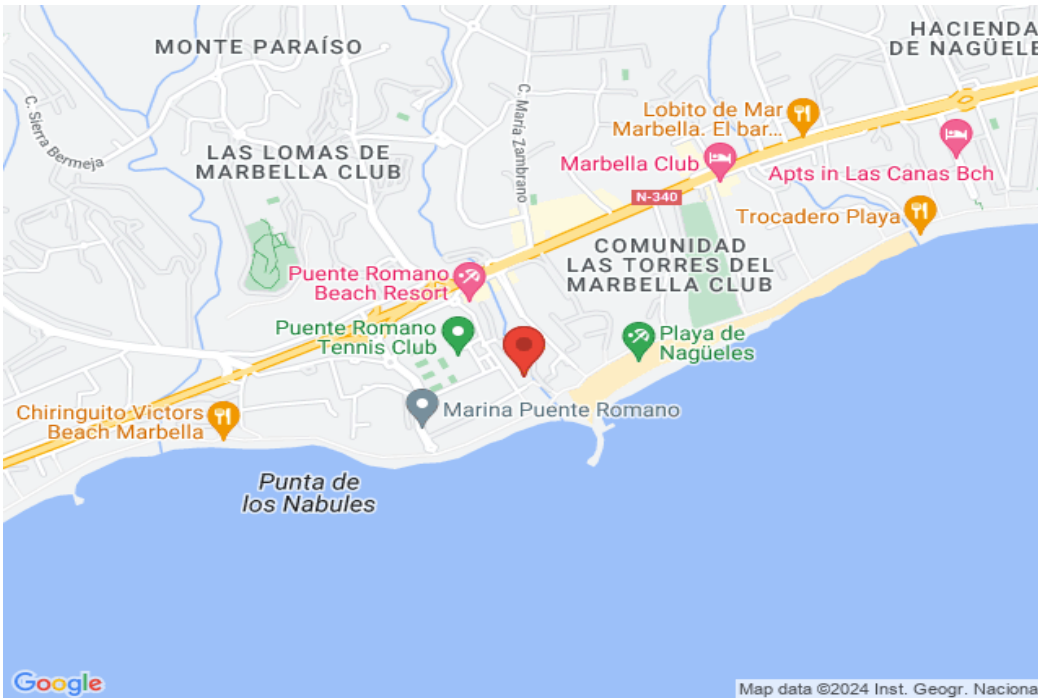 HACIENDA
DE NAGÜELE
MONTE PARAÍSO
C. Sierra Bermeja
C. María Zambrano
Lobito de Mar
Marbella. El bar...
LAS LOMAS DE
MARBELLA CLUB
Marbella Club
Apts in Las Canas Bch
N-340
Trocadero Playa
COMUNIDAD
LAS TORRES DEL
MARBELLA CLUB
Puente Romano
Beach Resort
Puente Romano
Tennis Club
Playa de
Nagüeles
Chiringuito Victors
Beach Marbella
Marina Puente Romano
Punta de
los Nabules
Google
Map data ©2024 Inst. Geogr. Naciona